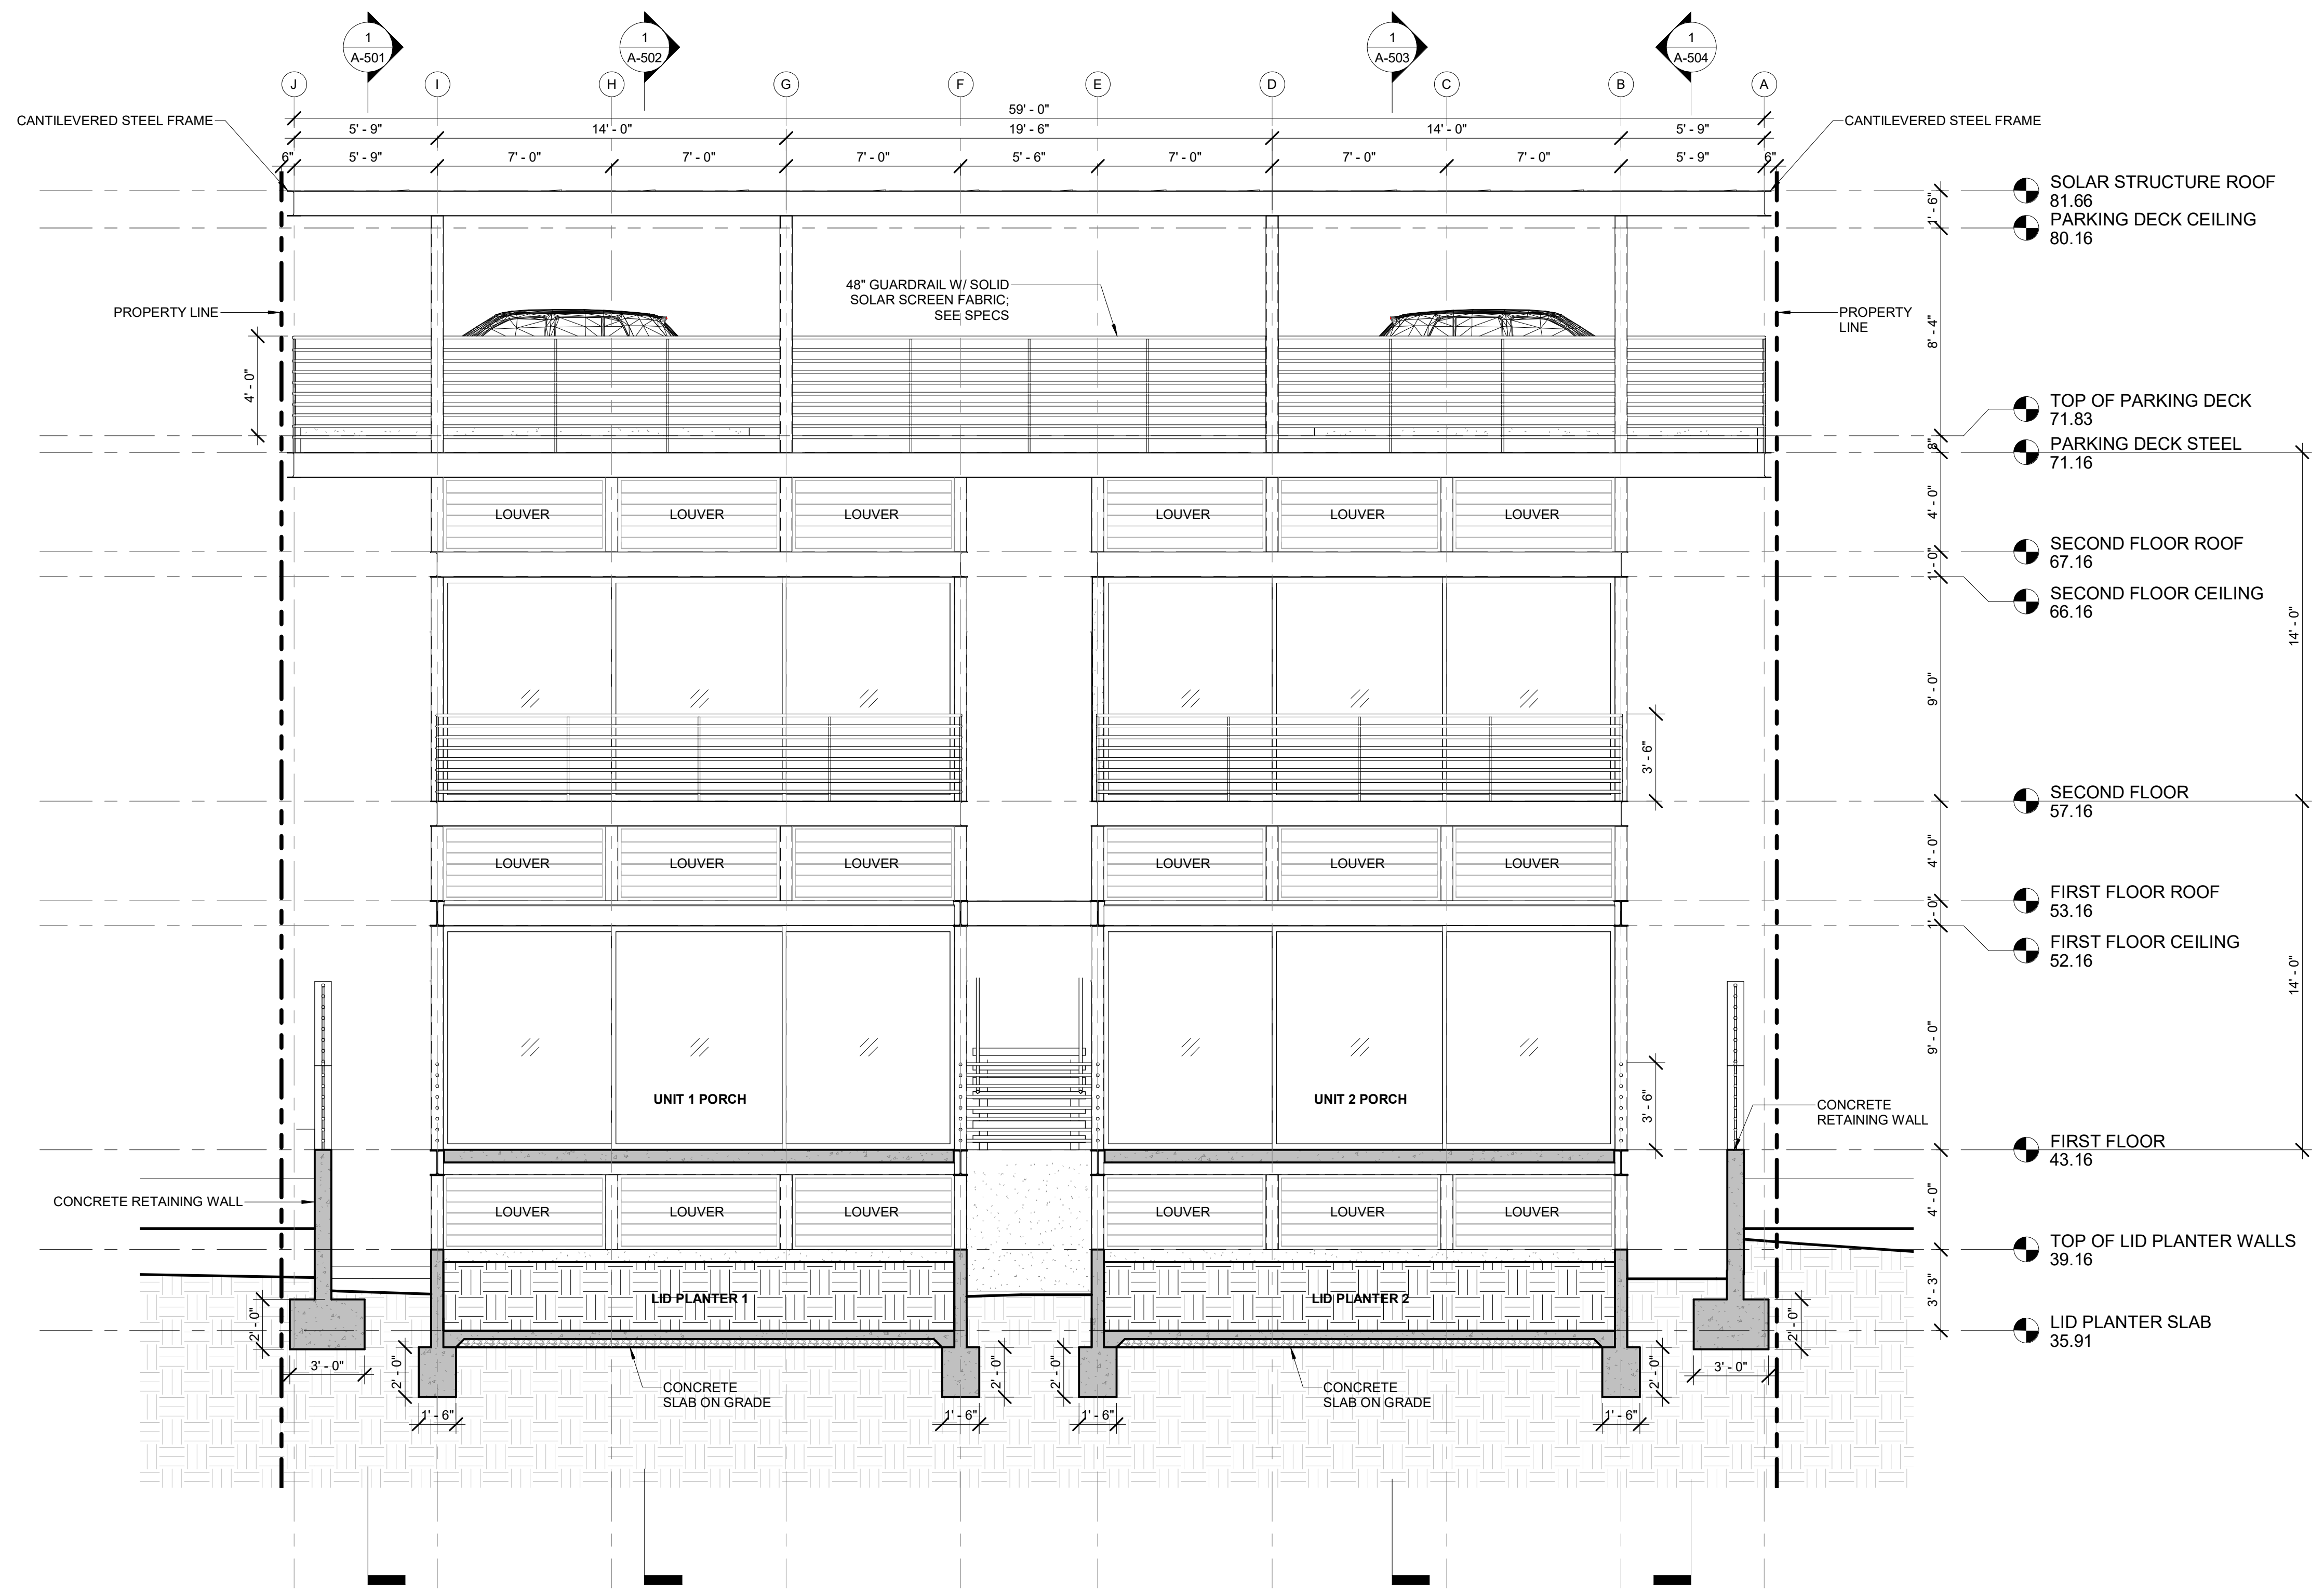 1
A-501
1
A-502
1
A-503
1
A-504
J
I
H
G
F
E
D
C
B
A
59' - 0"
CANTILEVERED STEEL FRAME
CANTILEVERED STEEL FRAME
5' - 9"
14' - 0"
19' - 6"
14' - 0"
5' - 9"
6"
5' - 9"
7' - 0"
7' - 0"
7' - 0"
5' - 6"
7' - 0"
7' - 0"
7' - 0"
5' - 9"
6"
SOLAR STRUCTURE ROOF
81.66
1' - 6"
PARKING DECK CEILING
80.16
48" GUARDRAIL W/ SOLID
SOLAR SCREEN FABRIC;
SEE SPECS
PROPERTY LINE
PROPERTY
LINE
8' - 4"
4' - 0"
TOP OF PARKING DECK
71.83
8"
PARKING DECK STEEL
71.16
LOUVER
LOUVER
LOUVER
LOUVER
LOUVER
LOUVER
4' - 0"
SECOND FLOOR ROOF
67.16
1' - 0"
SECOND FLOOR CEILING
66.16
14' - 0"
9' - 0"
3' - 6"
SECOND FLOOR
57.16
LOUVER
LOUVER
LOUVER
LOUVER
LOUVER
LOUVER
4' - 0"
FIRST FLOOR ROOF
53.16
1' - 0"
FIRST FLOOR CEILING
52.16
14' - 0"
9' - 0"
UNIT 1 PORCH
UNIT 2 PORCH
3' - 6"
CONCRETE
RETAINING WALL
FIRST FLOOR
43.16
CONCRETE RETAINING WALL
LOUVER
LOUVER
LOUVER
LOUVER
LOUVER
LOUVER
4' - 0"
TOP OF LID PLANTER WALLS
39.16
3' - 3"
LID PLANTER 1
LID PLANTER 2
LID PLANTER SLAB
35.91
2' - 0"
2' - 0"
3' - 0"
3' - 0"
2' - 0"
2' - 0"
2' - 0"
2' - 0"
CONCRETE
SLAB ON GRADE
CONCRETE
SLAB ON GRADE
1' - 6"
1' - 6"
1' - 6"
1' - 6"